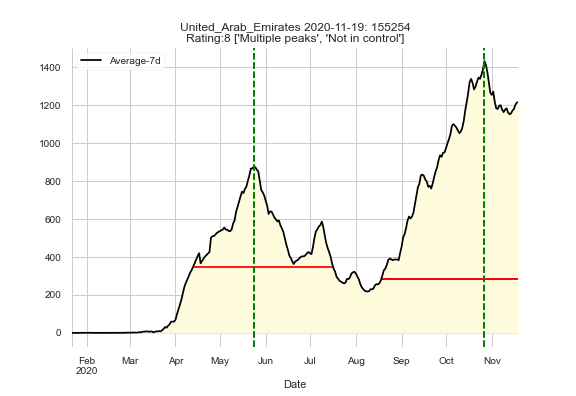 United_Arab_Emirates 2020-11-19: 155254
Rating:8 ['Multiple peaks', 'Not in control']
Average-7d
1400
1200
1000
800
600
400
200
0
Feb Mar Apr May Jun Jul Aug Sep Oct Nov
2020
Date